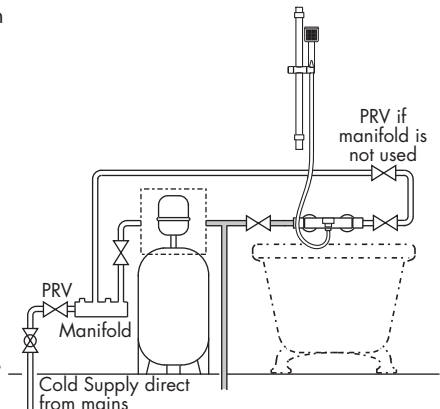 PRV if
manifold is
not used
PRV
Manifold
Cold Supply direct
from mains